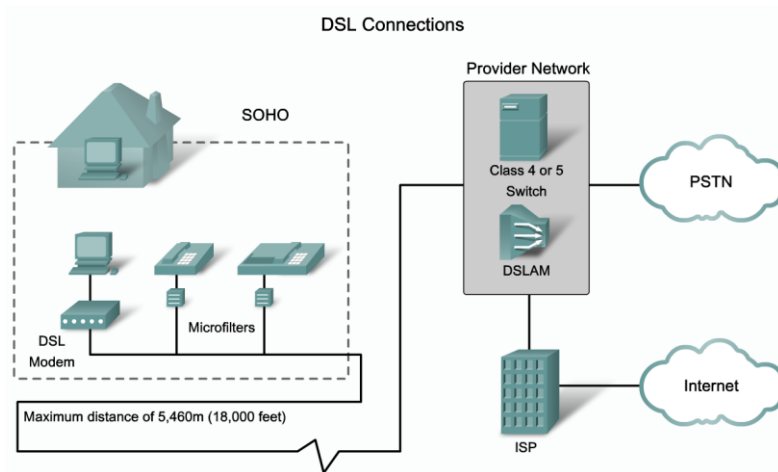 DSL Connections
Provider Network
SOHO
Class 4 or 5
Switch
PSTN
DSLAM
Microfilters
DSL
Modem
Maximum distance of 5,460m (18,000 feet)
Internet
ISP